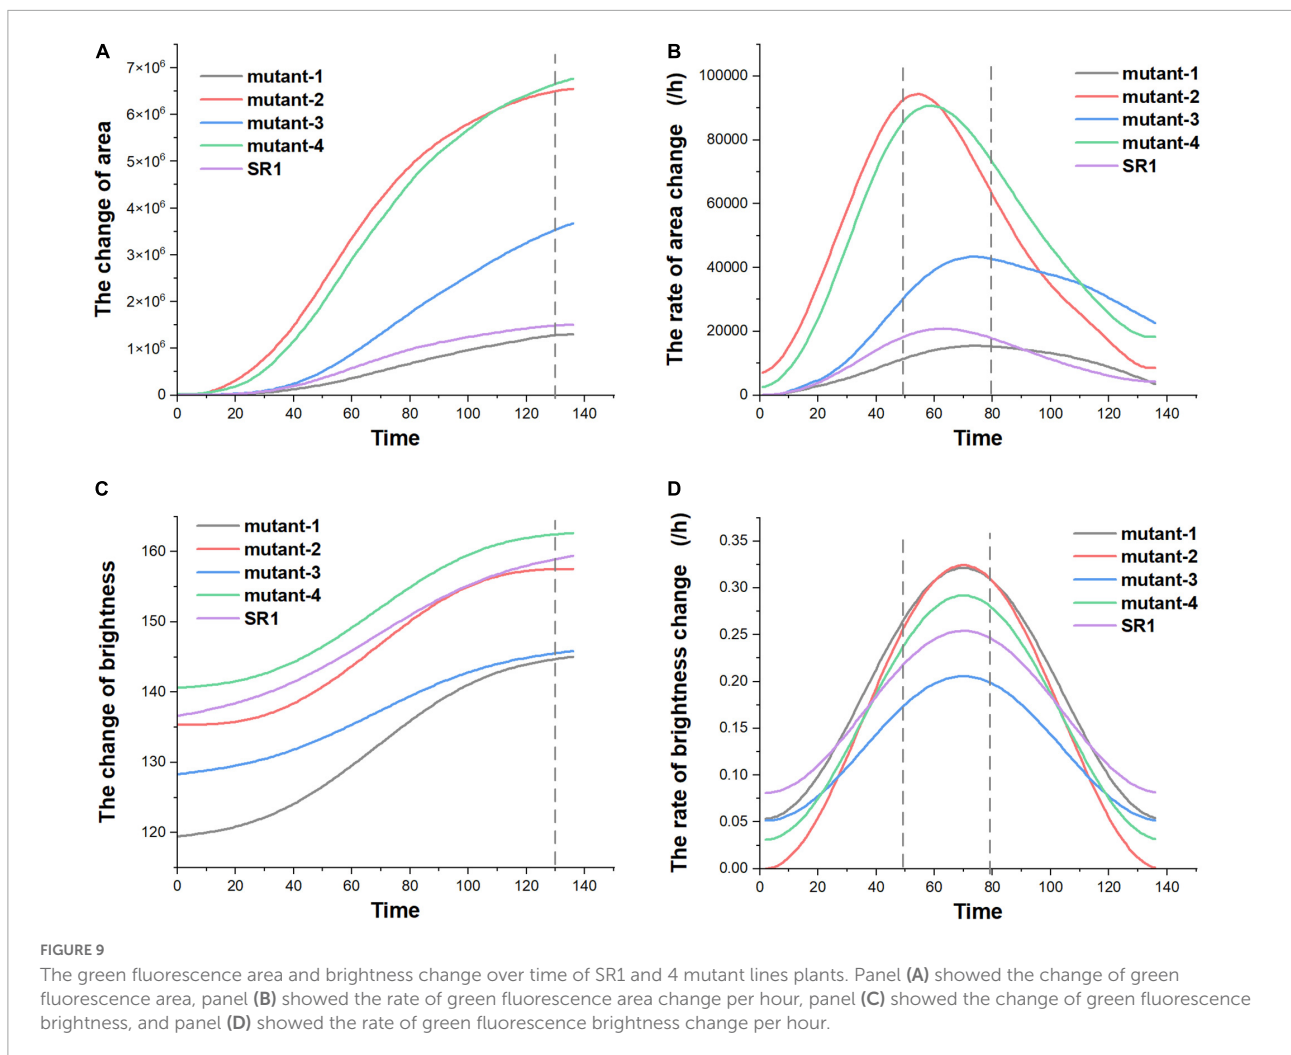 A
The change of area
7×10⁶
6×10⁶
5×10⁶
4×10⁶
3×10⁶
2×10⁶
1×10⁶
0
mutant-1
mutant-2
mutant-3
mutant-4
SR1
0 20 40 60 80 100 120 140
Time
B
The rate of area change (/h)
100000
80000
60000
40000
20000
0
mutant-1
mutant-2
mutant-3
mutant-4
SR1
0 20 40 60 80 100 120 140
Time
C
The change of brightness
160
150
140
130
120
mutant-1
mutant-2
mutant-3
mutant-4
SR1
0 20 40 60 80 100 120 140
Time
D
The rate of brightness change (/h)
0.35
0.30
0.25
0.20
0.15
0.10
0.05
0.00
mutant-1
mutant-2
mutant-3
mutant-4
SR1
0 20 40 60 80 100 120 140
Time
FIGURE 9
The green fluorescence area and brightness change over time of SR1 and 4 mutant lines plants. Panel (A) showed the change of green
fluorescence area, panel (B) showed the rate of green fluorescence area change per hour, panel (C) showed the change of green fluorescence
brightness, and panel (D) showed the rate of green fluorescence brightness change per hour.